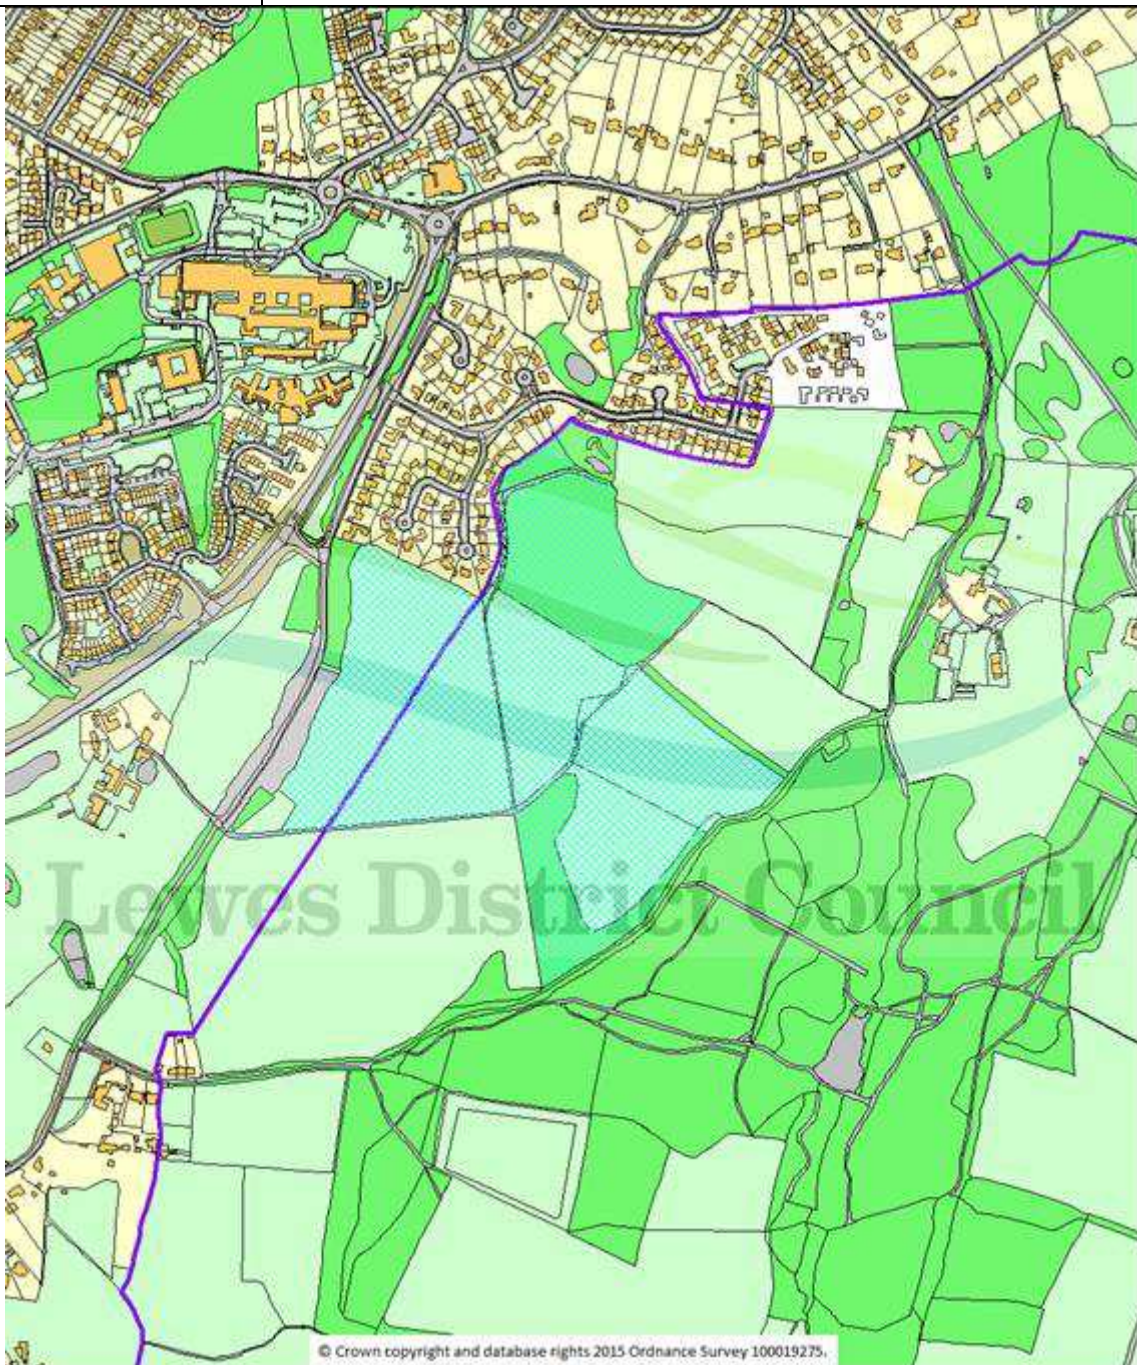 Lewes District Council
© Crown copyright and database rights 2015 Ordnance Survey 100019275.